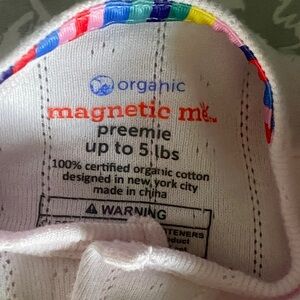 organic
magnetic me™
preemie
up to 5 lbs
100% certified organic cotton
designed in new york city
made in china
WARNING